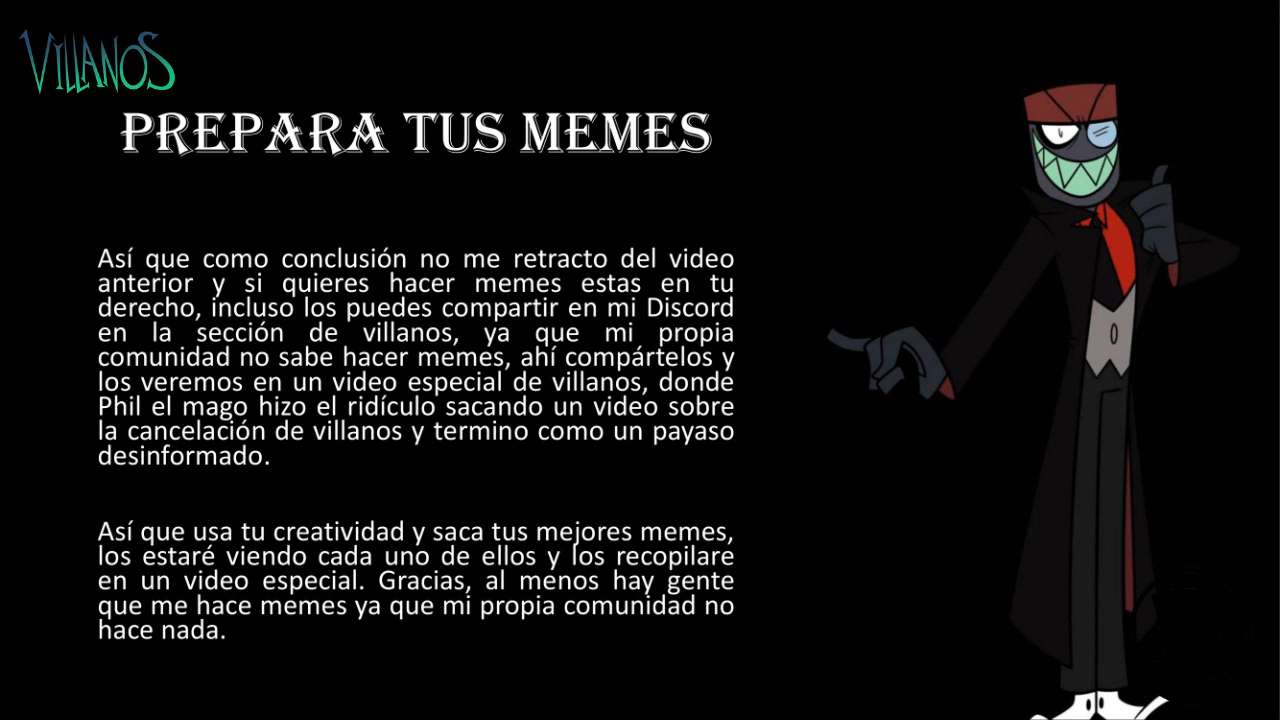 VILLANOS
PREPARA TUS MEMES
Así que como conclusión no me retracto del video
anterior y si quieres hacer memes estas en tu
derecho, incluso los puedes compartir en mi Discord
en la sección de villanos, ya que mi propia
comunidad no sabe hacer memes, ahí compártelos y
los veremos en un video especial de villanos, donde
Phil el mago hizo el ridículo sacando un video sobre
la cancelación de villanos y termino como un payaso
desinformado.
Así que usa tu creatividad y saca tus mejores memes,
los estaré viendo cada uno de ellos y los recopilare
en un video especial. Gracias, al menos hay gente
que me hace memes ya que mi propia comunidad no
hace nada.